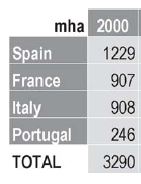 mha 2000
Spain 1229
France 907
Italy 908
Portugal 246
TOTAL 3290